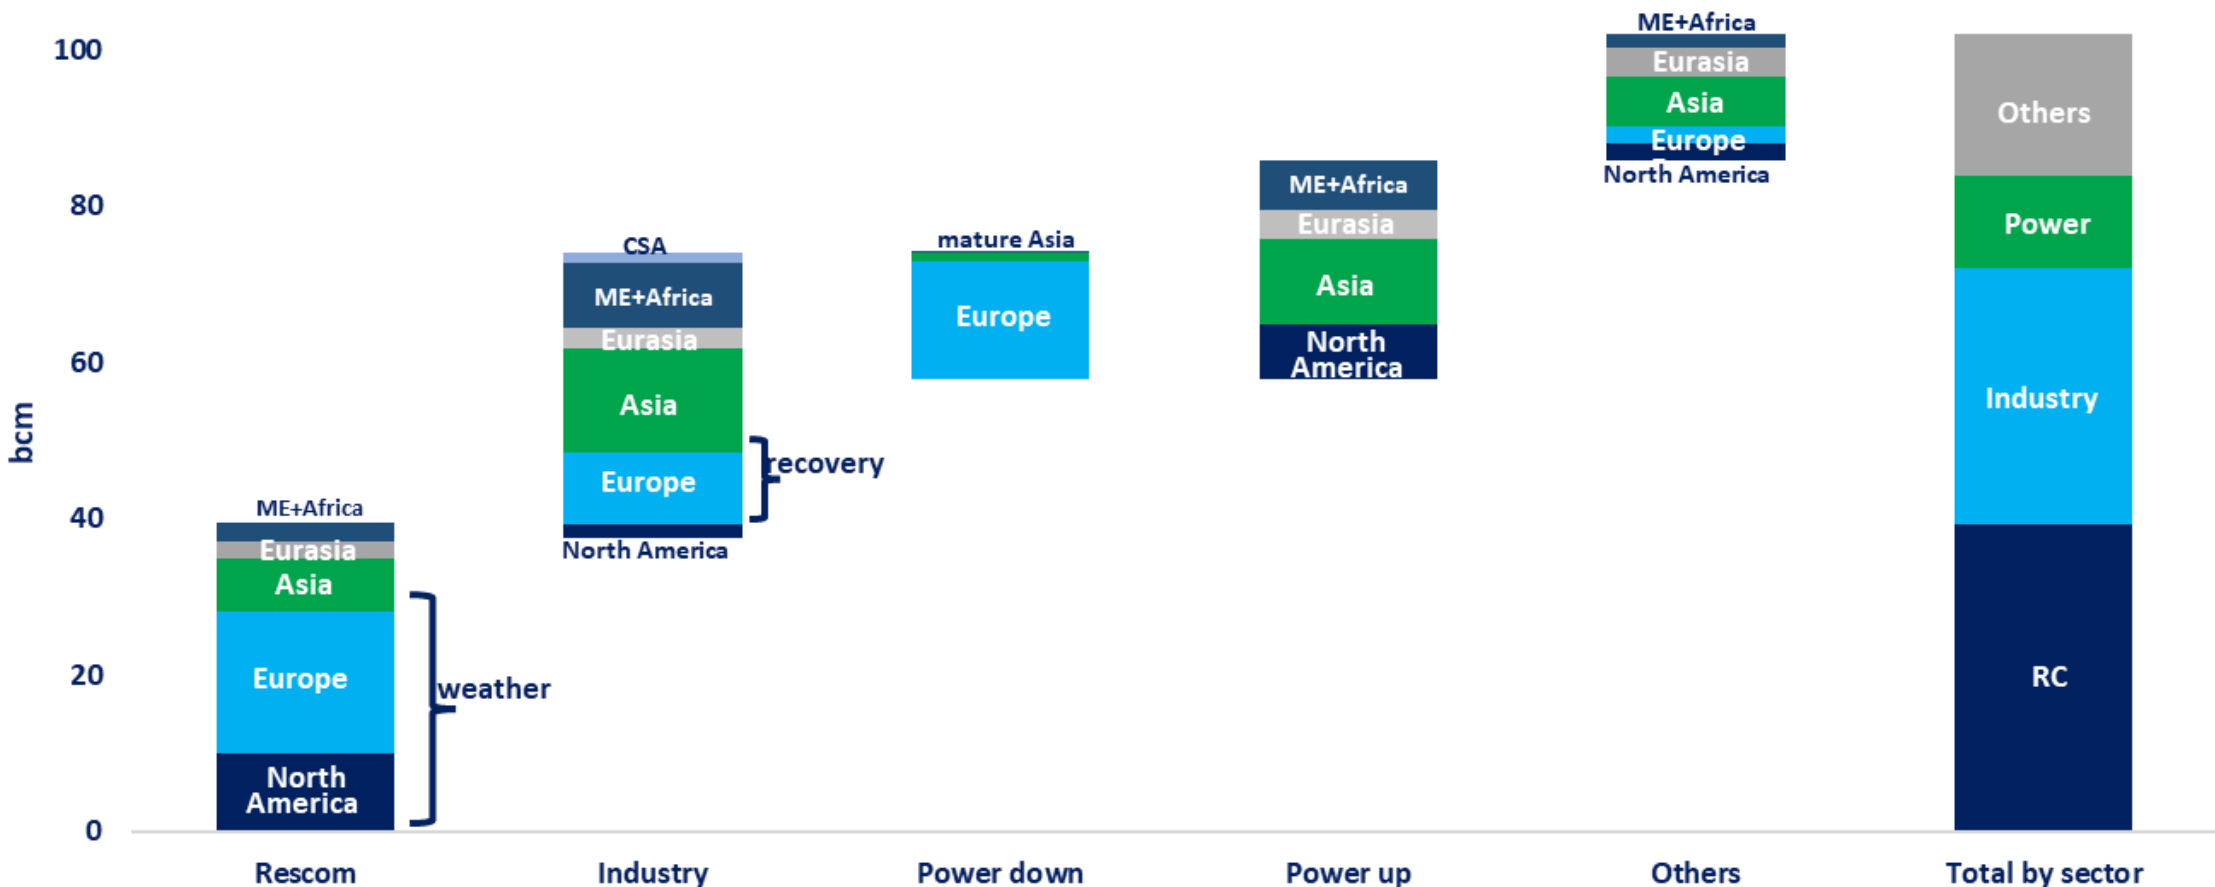 100
80
60
40
20
0
bcm
ME+Africa
Eurasia
Asia
Europe
North
America
weather
CSA
ME+Africa
Eurasia
Asia
Europe
North America
recovery
mature Asia
Europe
ME+Africa
Eurasia
Asia
North
America
ME+Africa
Eurasia
Asia
Europe
North America
Others
Power
Industry
RC
Rescom
Industry
Power down
Power up
Others
Total by sector